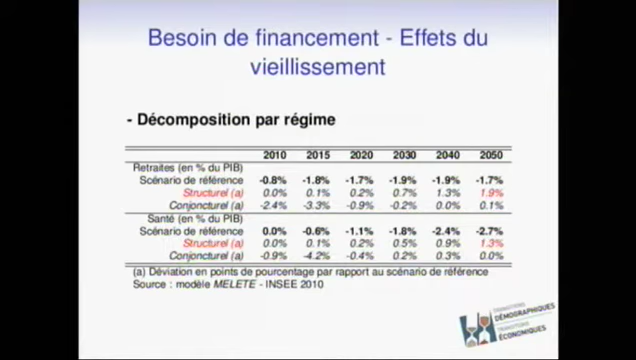 Besoin de financement - Effets du
vieillissement
- Décomposition par régime
2010 2015 2020 2030 2040 2050
Retraites (en % du PIB)
Scénario de référence -0.8% -1.8% -1.7% -1.9% -1.9% -1.7%
Structurel (a) 0.0% 0.1% 0.2% 0.7% 1.3% 1.9%
Conjoncturel (a) -2.4% -3.3% -0.9% -0.2% 0.0% 0.1%
Santé (en % du PIB)
Scénario de référence 0.0% -0.6% -1.1% -1.8% -2.4% -2.7%
Structurel (a) 0.0% 0.1% 0.2% 0.5% 0.9% 1.3%
Conjoncturel (a) -0.9% -4.2% -0.4% 0.2% 0.3% 0.0%
(a) Déviation en points de pourcentage par rapport au scénario de référence
Source : modèle MELETE - INSEE 2010
TRANSITIONS
DÉMOGRAPHIQUES
TRANSITIONS
ÉCONOMIQUES